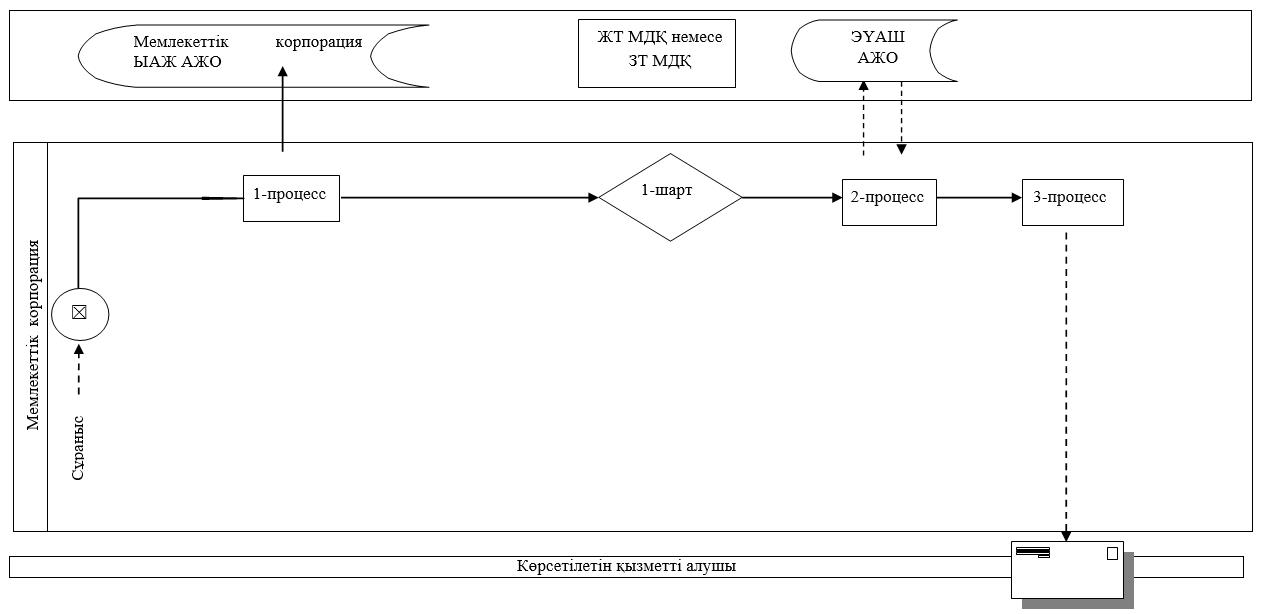 Мемлекеттік корпорация
ЫАЖ АЖО
ЖТ МДҚ немесе
ЗТ МДҚ
ЭҮАШ
АЖО
1-процесс
1-шарт
2-процесс
3-процесс
Мемлекеттік корпорация
Сұраныс
Көрсетілетін қызметті алушы